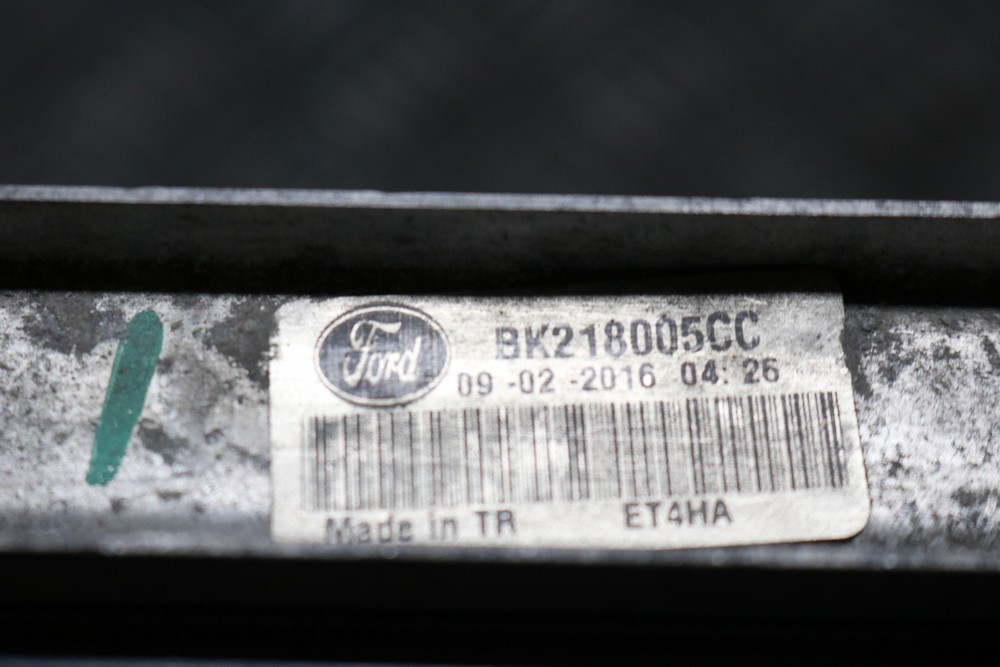 Ford
BK218005CC
09 -02 -2016 04: 26
Made in TR
ET4HA